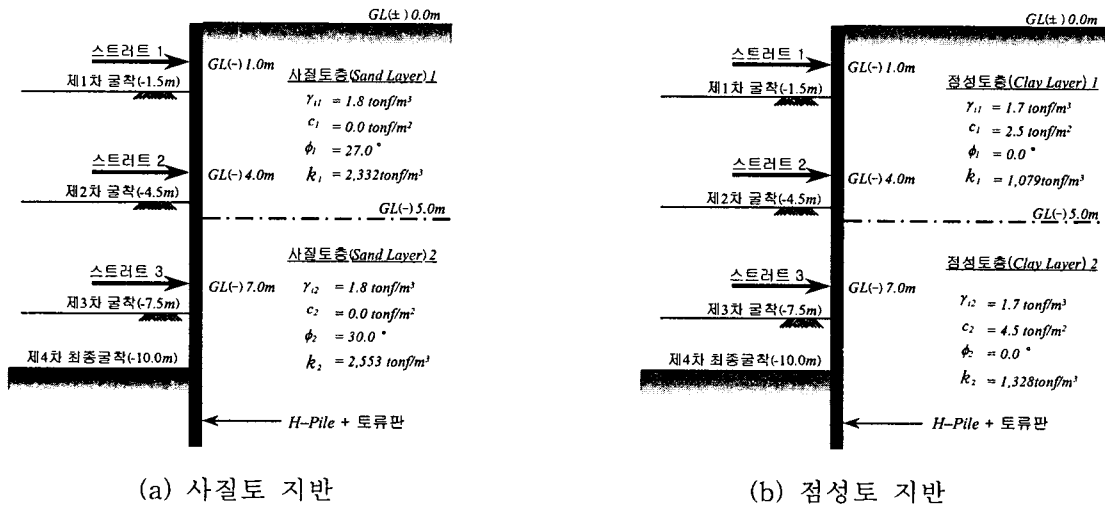 GL(±) 0.0m
스트러트 1
GL(-) 1.0m
제1차 굴착(-1.5m)
사질토층(Sand Layer) 1
γt1 = 1.8 tonf/m³
c1 = 0.0 tonf/m²
ϕ1 = 27.0 °
k1 = 2,332tonf/m³
스트러트 2
GL(-) 4.0m
제2차 굴착(-4.5m)
GL(-) 5.0m
사질토층(Sand Layer) 2
스트러트 3
GL(-) 7.0m
제3차 굴착(-7.5m)
γt2 = 1.8 tonf/m³
c2 = 0.0 tonf/m²
ϕ2 = 30.0 °
k2 = 2,553 tonf/m³
제4차 최종굴착(-10.0m)
H-Pile + 토류판
(a) 사질토 지반
GL(±) 0.0m
스트러트 1
GL(-) 1.0m
제1차 굴착(-1.5m)
점성토층(Clay Layer) 1
γt1 = 1.7 tonf/m³
c1 = 2.5 tonf/m²
ϕ1 = 0.0 °
k1 = 1,079tonf/m³
스트러트 2
GL(-) 4.0m
제2차 굴착(-4.5m)
GL(-) 5.0m
점성토층(Clay Layer) 2
스트러트 3
GL(-) 7.0m
제3차 굴착(-7.5m)
γt2 = 1.7 tonf/m³
c2 = 4.5 tonf/m²
ϕ2 = 0.0 °
k2 = 1,328tonf/m³
제4차 최종굴착(-10.0m)
H-Pile + 토류판
(b) 점성토 지반